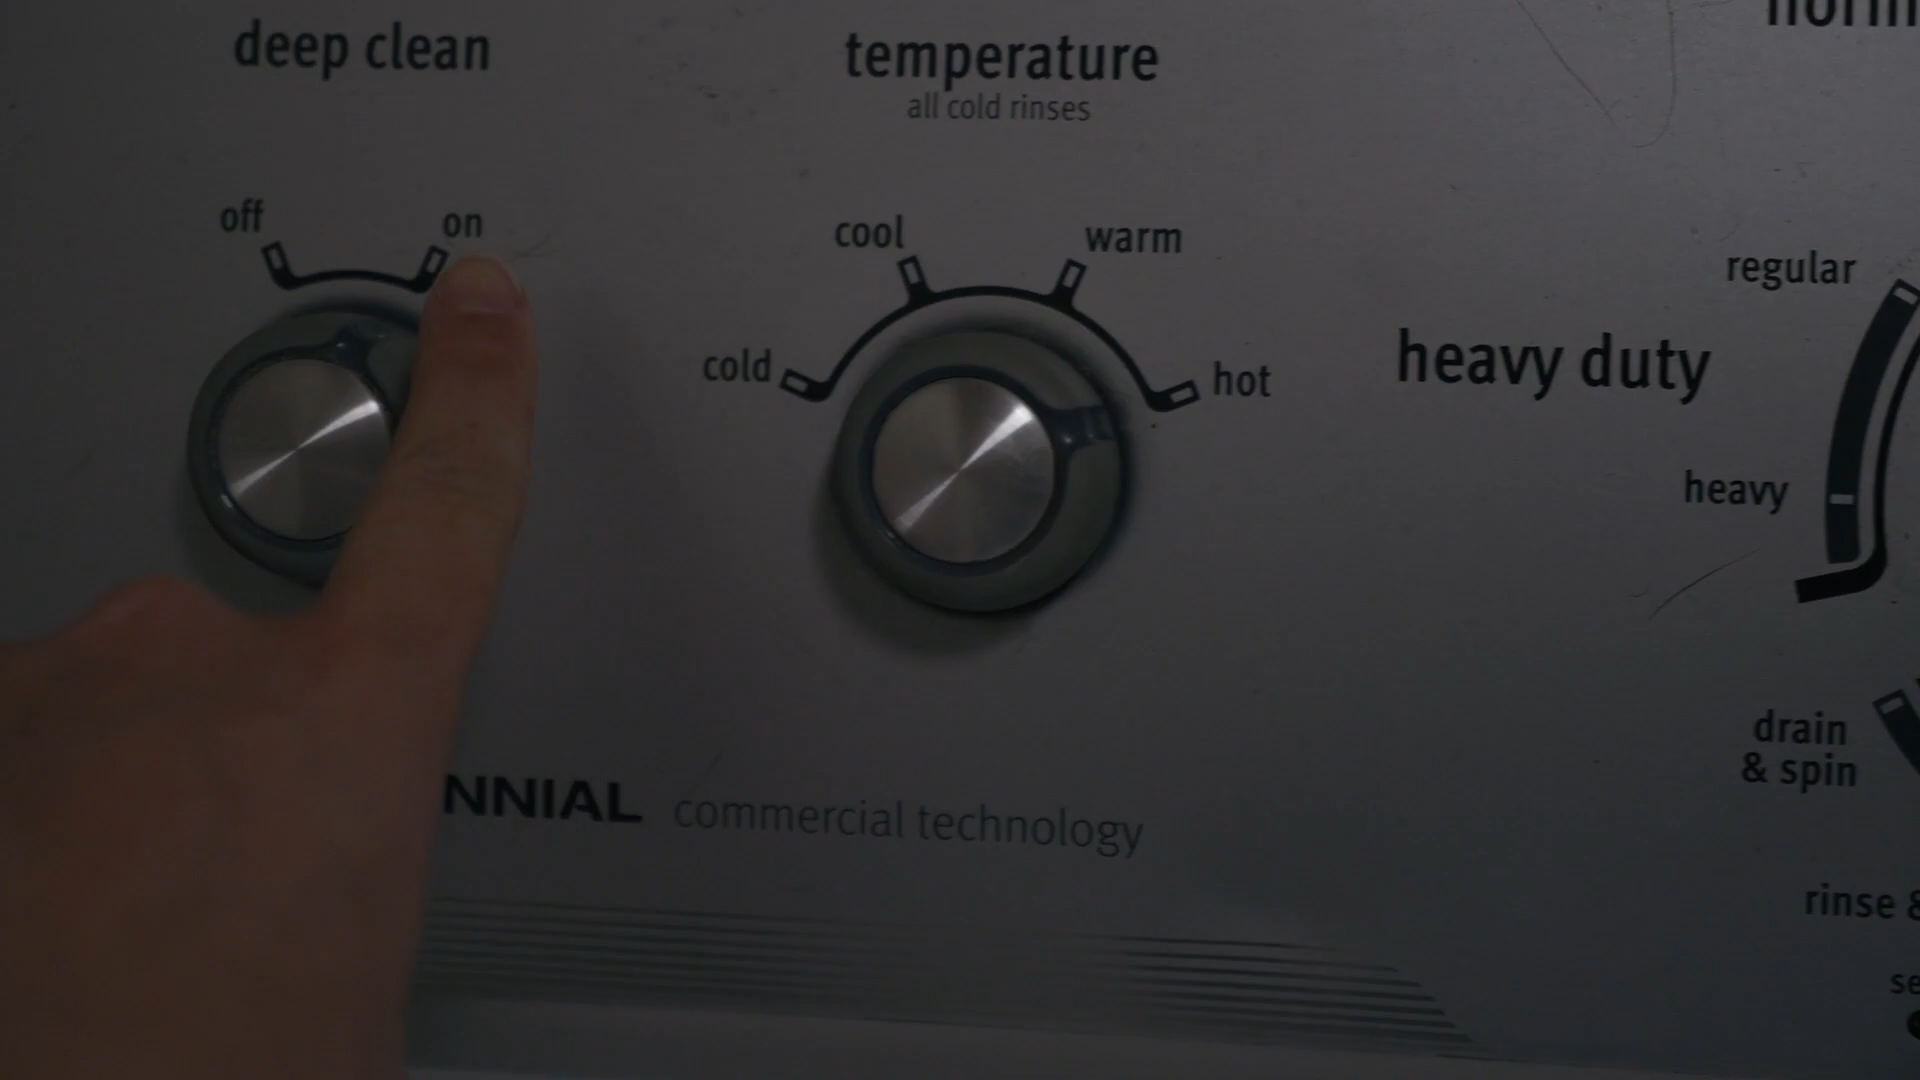 deep clean
temperature
all cold rinses
off
on
cool
warm
cold
hot
regular
heavy duty
heavy
drain
& spin
NNIAL commercial technology
rinse &